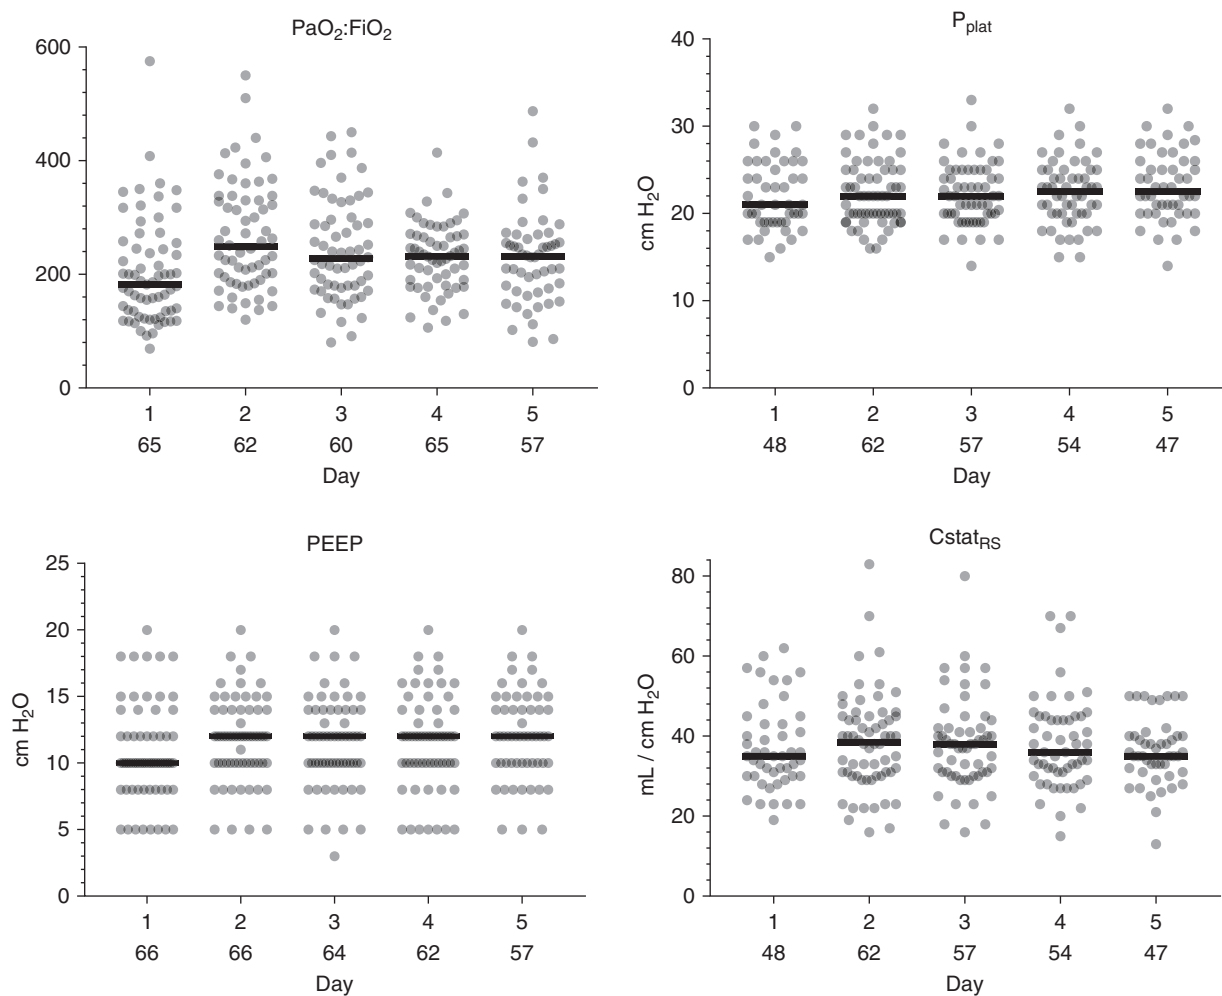 PaO2:FiO2
600
400
200
0
1 2 3 4 5
65 62 60 65 57
Day
Pplat
cm H2O
40
30
20
10
0
1 2 3 4 5
48 62 57 54 47
Day
PEEP
cm H2O
25
20
15
10
5
0
1 2 3 4 5
66 66 64 62 57
Day
CstatRS
mL / cm H2O
80
60
40
20
0
1 2 3 4 5
48 62 57 54 47
Day